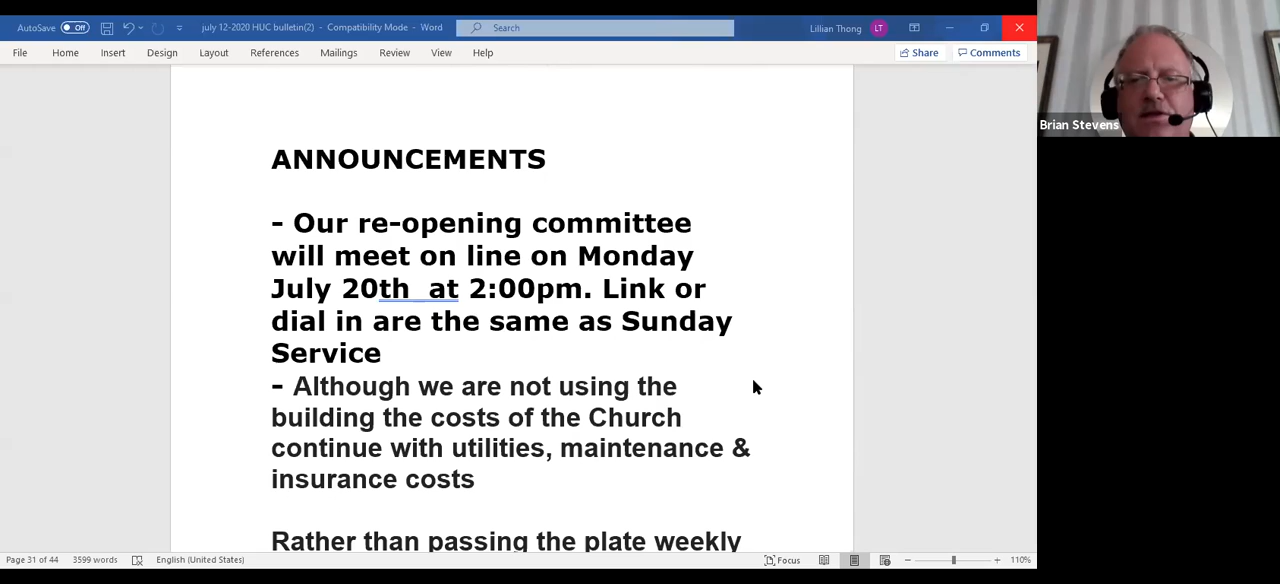 AutoSave Off july 12-2020 HUC bulletin(2) - Compatibility Mode - Word Search Lillian Thong LT
File Home Insert Design Layout References Mailings Review View Help Share Comments
Brian Stevens
ANNOUNCEMENTS
- Our re-opening committee
will meet on line on Monday
July 20th at 2:00pm. Link or
dial in are the same as Sunday
Service
- Although we are not using the
building the costs of the Church
continue with utilities, maintenance &
insurance costs
Rather than passing the plate weekly
Page 31 of 44 3599 words English (United States) Focus 110%